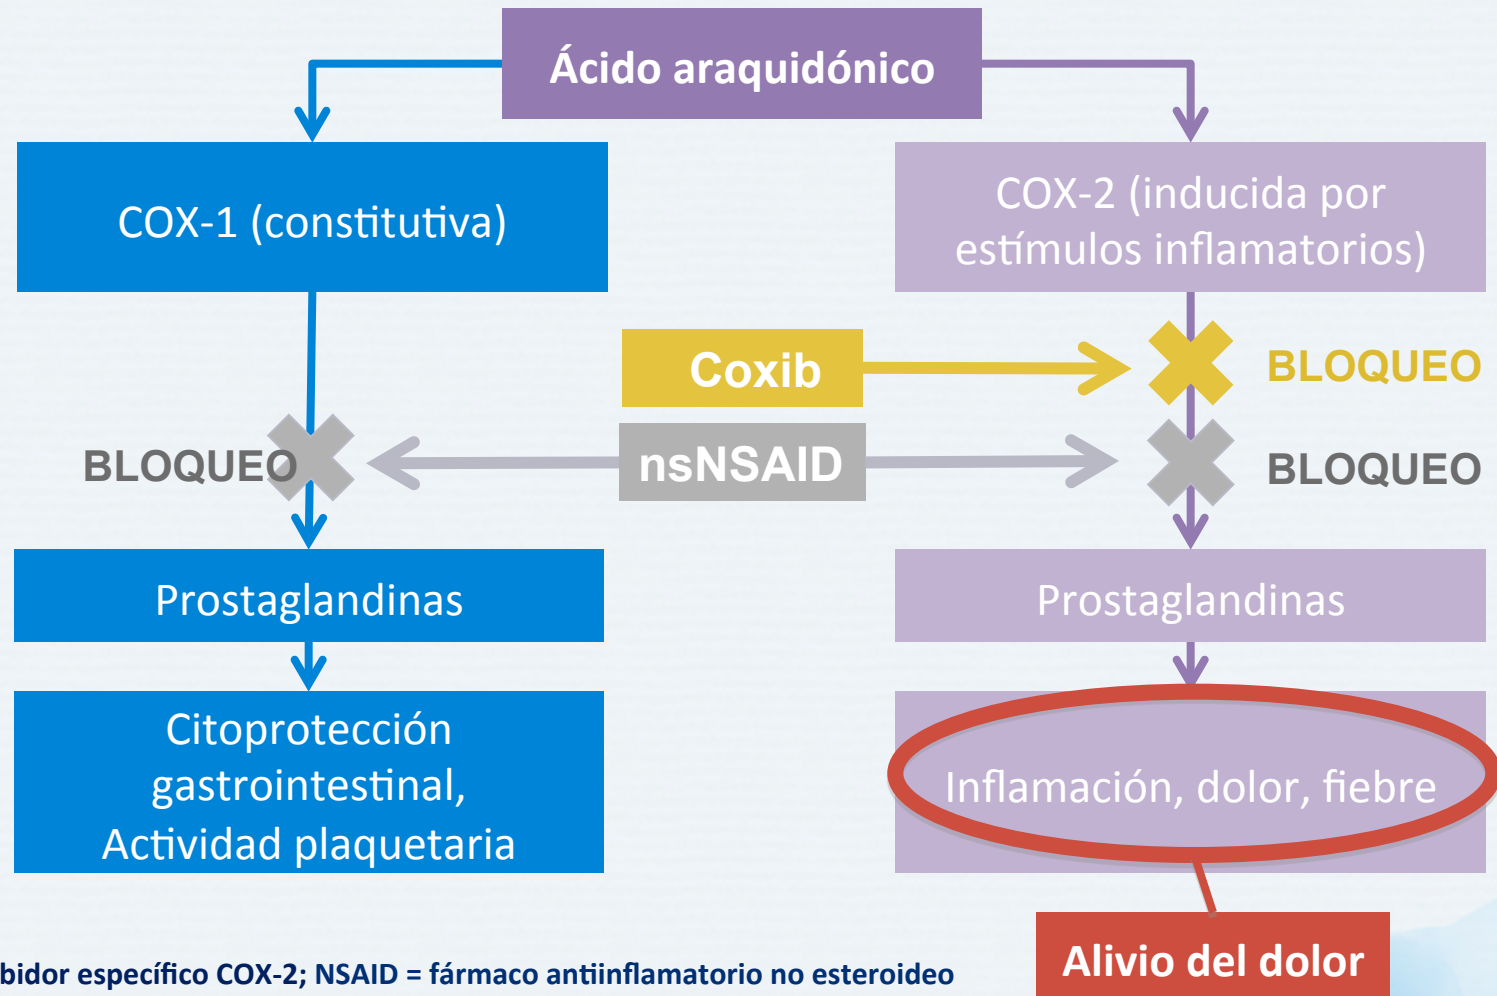 Ácido araquidónico
COX-1 (constitutiva)
COX-2 (inducida por
estímulos inflamatorios)
Coxib
BLOQUEO
BLOQUEO
nsNSAID
BLOQUEO
Prostaglandinas
Prostaglandinas
Citoprotección
gastrointestinal,
Actividad plaquetaria
Inflamación, dolor, fiebre
Alivio del dolor
bidor específico COX-2; NSAID = fármaco antiinflamatorio no esteroideo